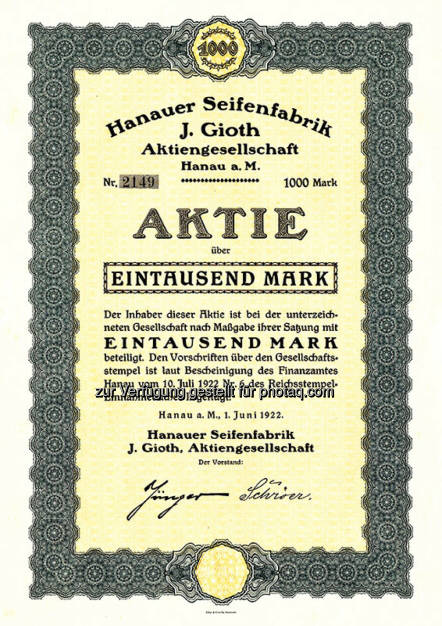 1000
Hanauer Seifenfabrik
J. Gioth
Aktiengesellschaft
Hanau a. M.
Nr. 2149 1000 Mark
AKTIE
über
EINTAUSEND MARK
Der Inhaber dieser Aktie ist bei der unterzeich-
neten Gesellschaft nach Maßgabe ihrer Satzung mit
EINTAUSEND MARK
beteiligt. Den Vorschriften über den Gesellschafts-
stempel ist laut Bescheinigung des Finanzamtes
Hanau vom 10. Juli 1922 Nr. 6 des Reichsstempel-
zur Verfügung gestellt für photaq.com
Hanau a. M., 1. Juni 1922.
Hanauer Seifenfabrik
J. Gioth, Aktiengesellschaft
Der Vorstand:
Jünger Schröer.